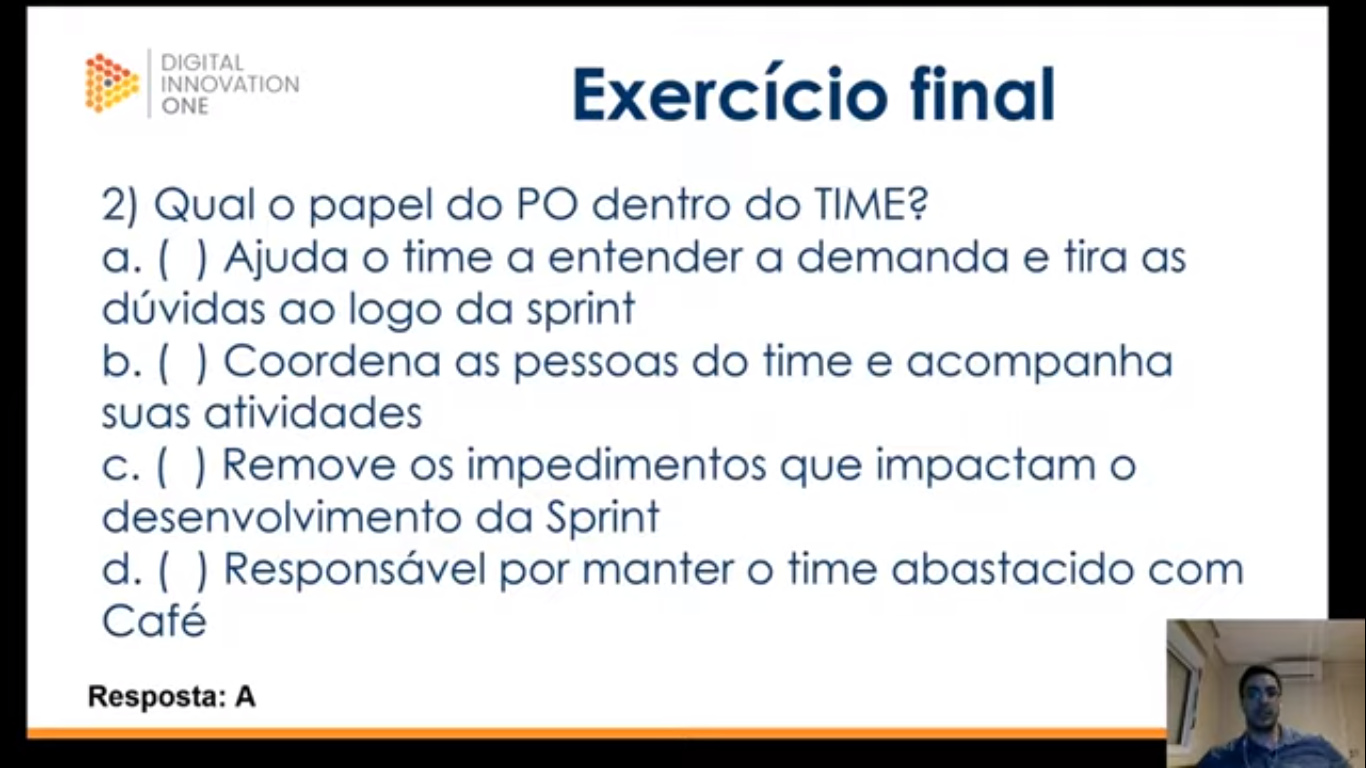 DIGITAL
INNOVATION
ONE
Exercício final
2) Qual o papel do PO dentro do TIME?
a. ( ) Ajuda o time a entender a demanda e tira as
dúvidas ao logo da sprint
b. ( ) Coordena as pessoas do time e acompanha
suas atividades
c. ( ) Remove os impedimentos que impactam o
desenvolvimento da Sprint
d. ( ) Responsável por manter o time abastacido com
Café
Resposta: A